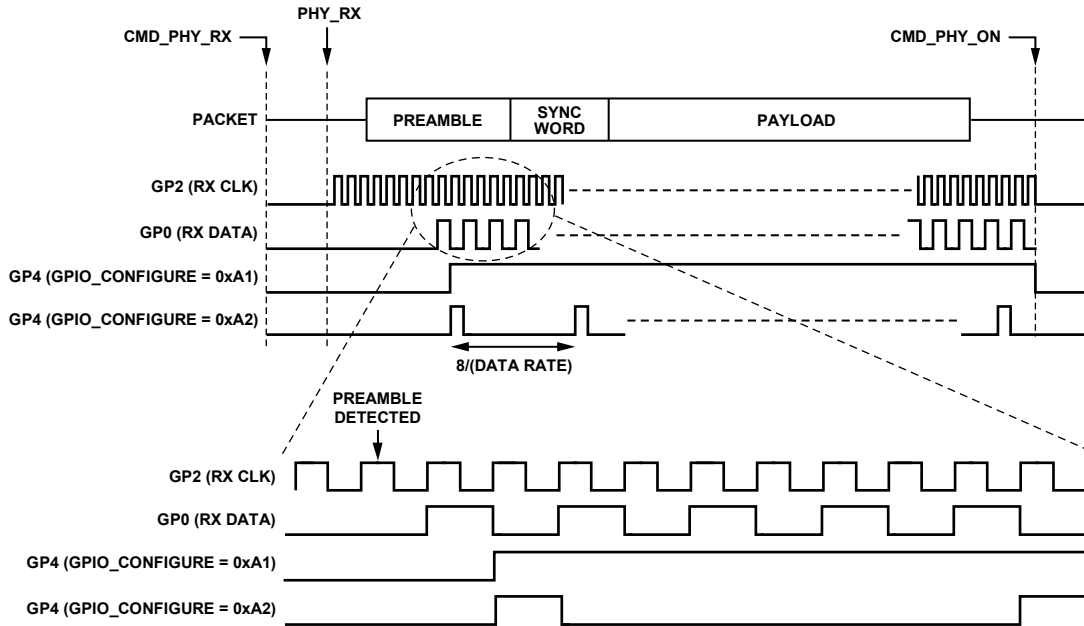 PHY_RX
CMD_PHY_RX
CMD_PHY_ON
PACKET
PREAMBLE
SYNC
WORD
PAYLOAD
GP2 (RX CLK)
GP0 (RX DATA)
GP4 (GPIO_CONFIGURE = 0xA1)
GP4 (GPIO_CONFIGURE = 0xA2)
8/(DATA RATE)
PREAMBLE
DETECTED
GP2 (RX CLK)
GP0 (RX DATA)
GP4 (GPIO_CONFIGURE = 0xA1)
GP4 (GPIO_CONFIGURE = 0xA2)